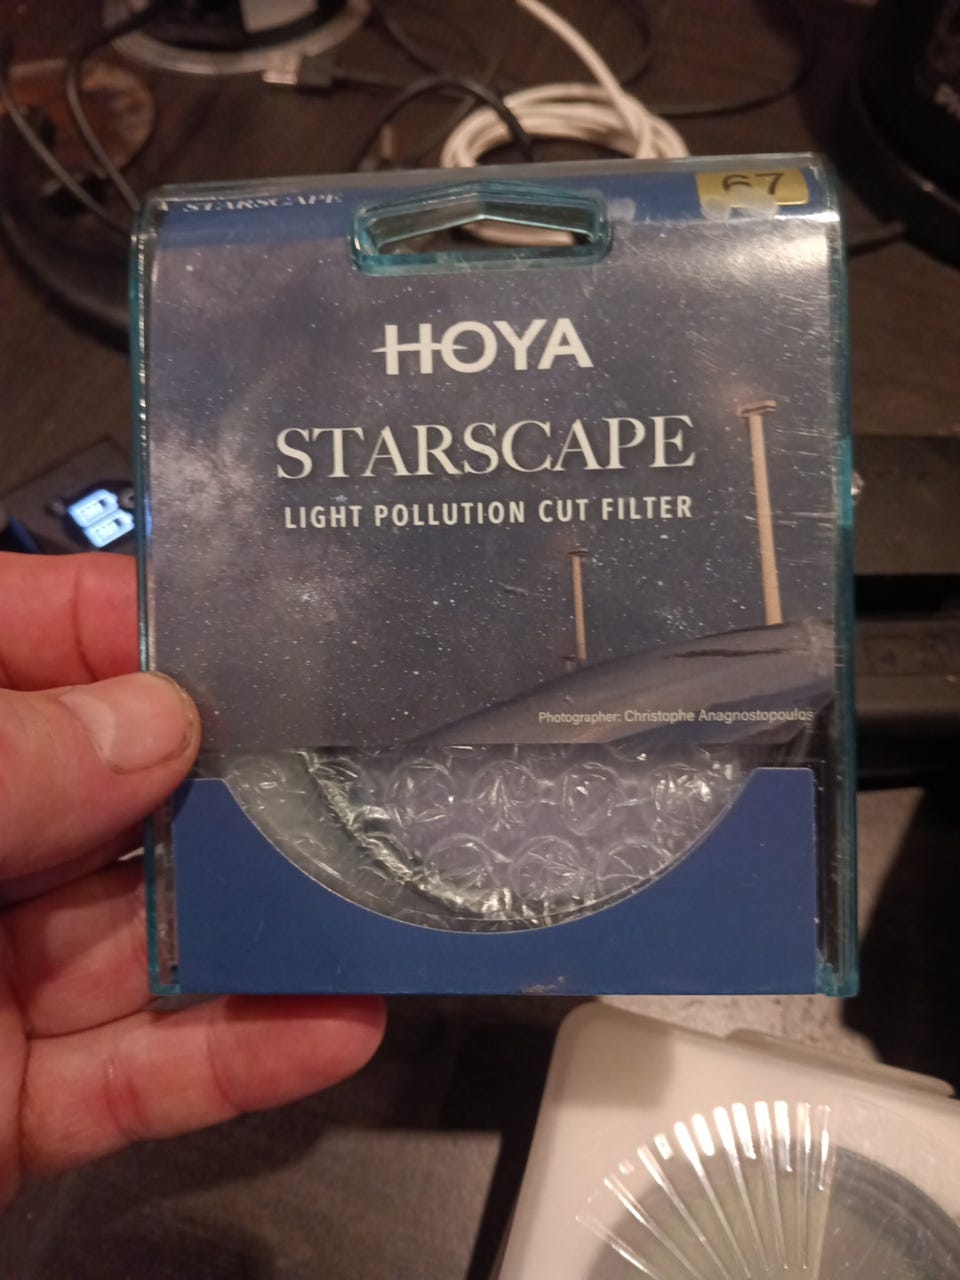 STARSCAPE
67
HOYA
STARSCAPE
LIGHT POLLUTION CUT FILTER
Photographer: Christophe Anagnostopoulos